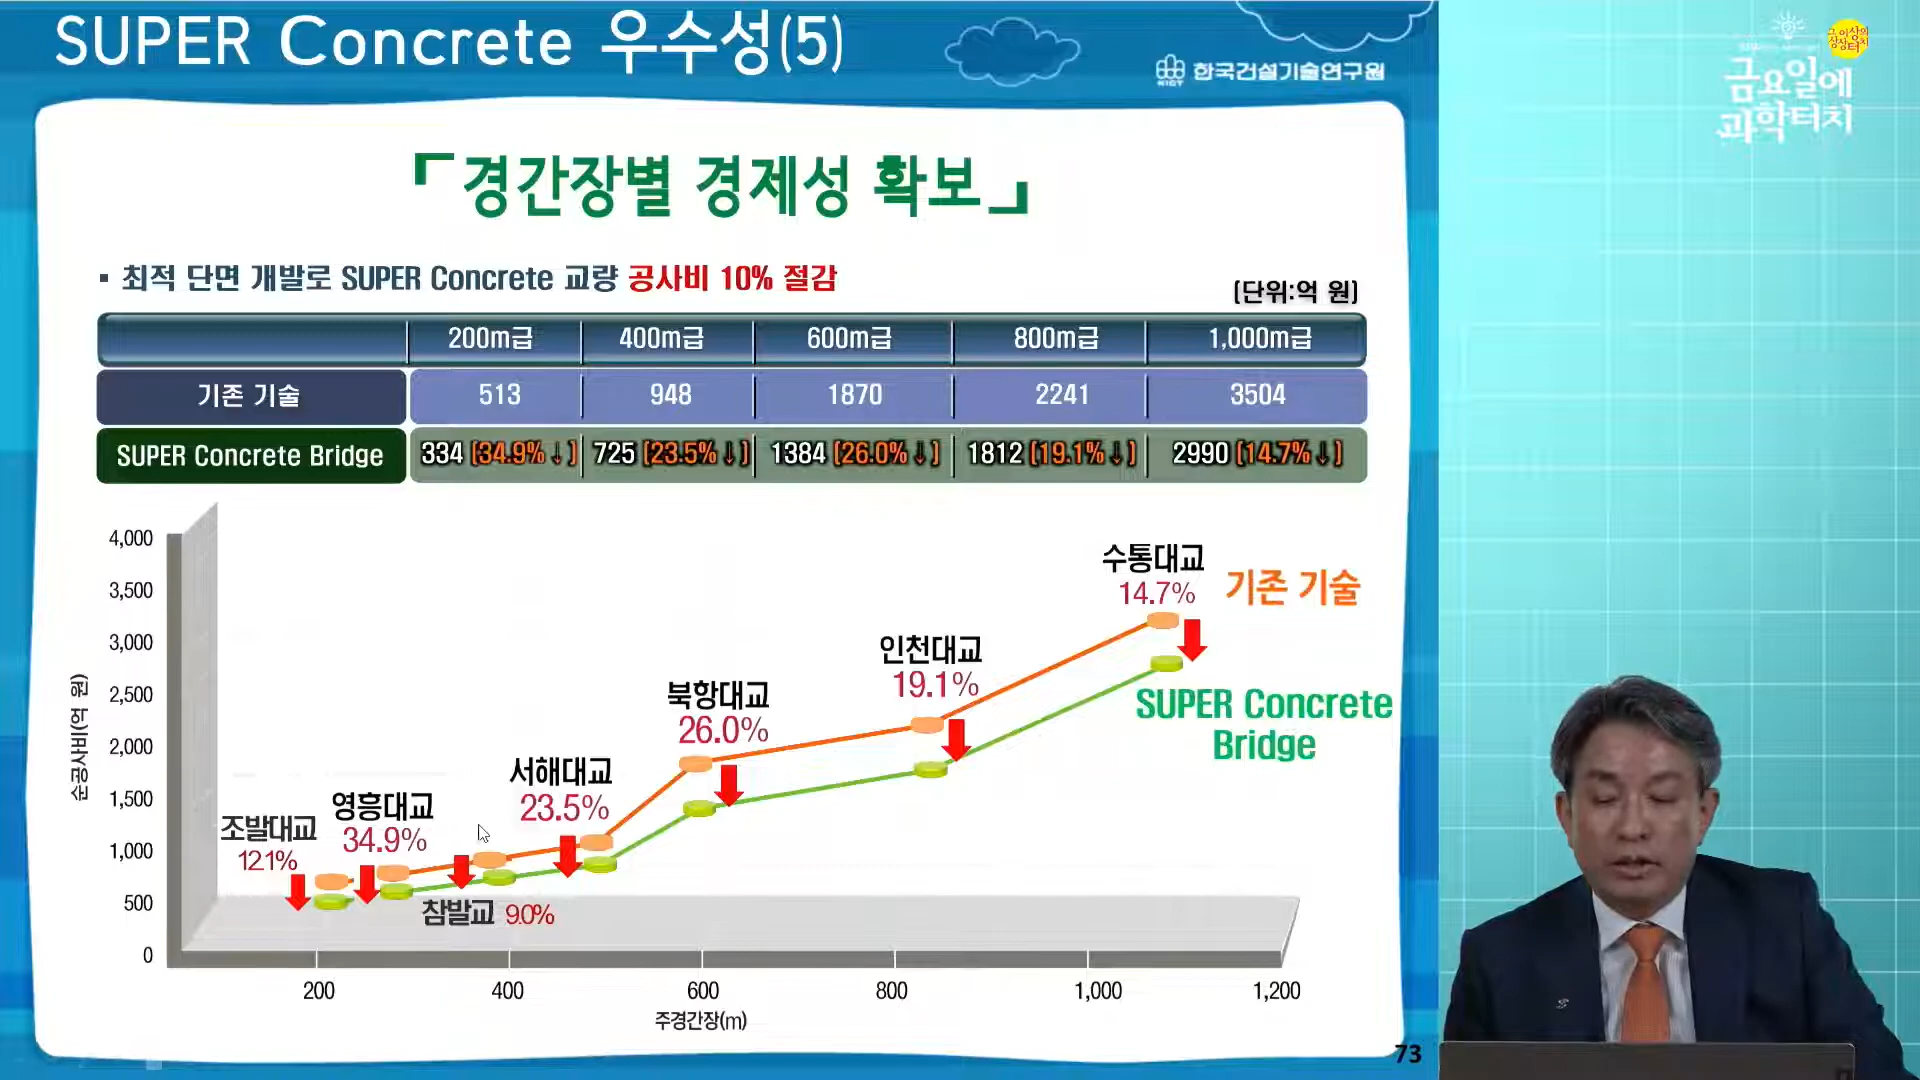 SUPER Concrete 우수성(5)
한국건설기술연구원
금요일에
과학터치
「경간장별 경제성 확보」
▪ 최적 단면 개발로 SUPER Concrete 교량 공사비 10% 절감
(단위:억 원)
200m급 400m급 600m급 800m급 1,000m급
기존 기술 513 948 1870 2241 3504
SUPER Concrete Bridge 334 (34.9%↓) 725 (23.5%↓) 1384 (26.0%↓) 1812 (19.1%↓) 2990 (14.7%↓)
순공사비(억 원)
4,000
3,500
3,000
2,500
2,000
1,500
1,000
500
0
조발대교
12.1%
영흥대교
34.9%
참발교 9.0%
서해대교
23.5%
북항대교
26.0%
인천대교
19.1%
수통대교
14.7%
기존 기술
SUPER Concrete
Bridge
200 400 600 800 1,000 1,200
주경간장(m)
73